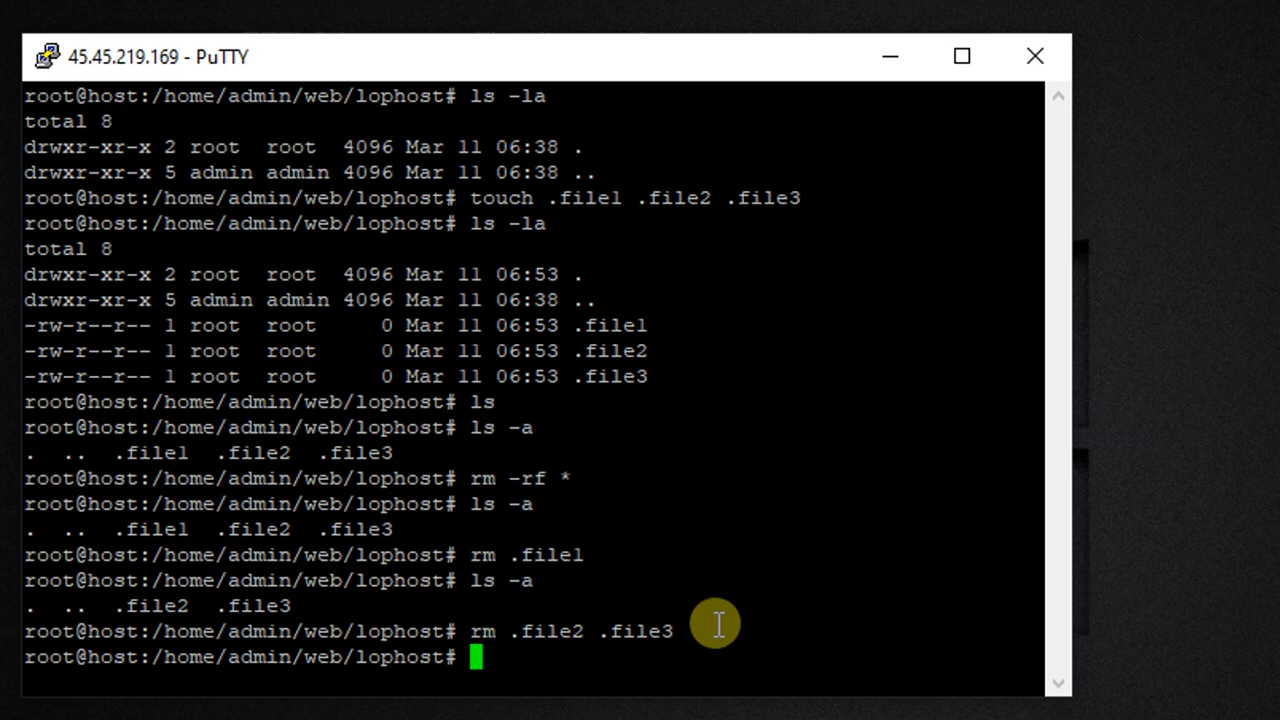 45.45.219.169 - PuTTY
root@host:/home/admin/web/lophost# ls -la
total 8
drwxr-xr-x 2 root  root  4096 Mar 11 06:38 .
drwxr-xr-x 5 admin admin 4096 Mar 11 06:38 ..
root@host:/home/admin/web/lophost# touch .file1 .file2 .file3
root@host:/home/admin/web/lophost# ls -la
total 8
drwxr-xr-x 2 root  root  4096 Mar 11 06:53 .
drwxr-xr-x 5 admin admin 4096 Mar 11 06:38 ..
-rw-r--r-- 1 root  root     0 Mar 11 06:53 .file1
-rw-r--r-- 1 root  root     0 Mar 11 06:53 .file2
-rw-r--r-- 1 root  root     0 Mar 11 06:53 .file3
root@host:/home/admin/web/lophost# ls
root@host:/home/admin/web/lophost# ls -a
.  ..  .file1  .file2  .file3
root@host:/home/admin/web/lophost# rm -rf *
root@host:/home/admin/web/lophost# ls -a
.  ..  .file1  .file2  .file3
root@host:/home/admin/web/lophost# rm .file1
root@host:/home/admin/web/lophost# ls -a
.  ..  .file2  .file3
root@host:/home/admin/web/lophost# rm .file2 .file3
root@host:/home/admin/web/lophost#